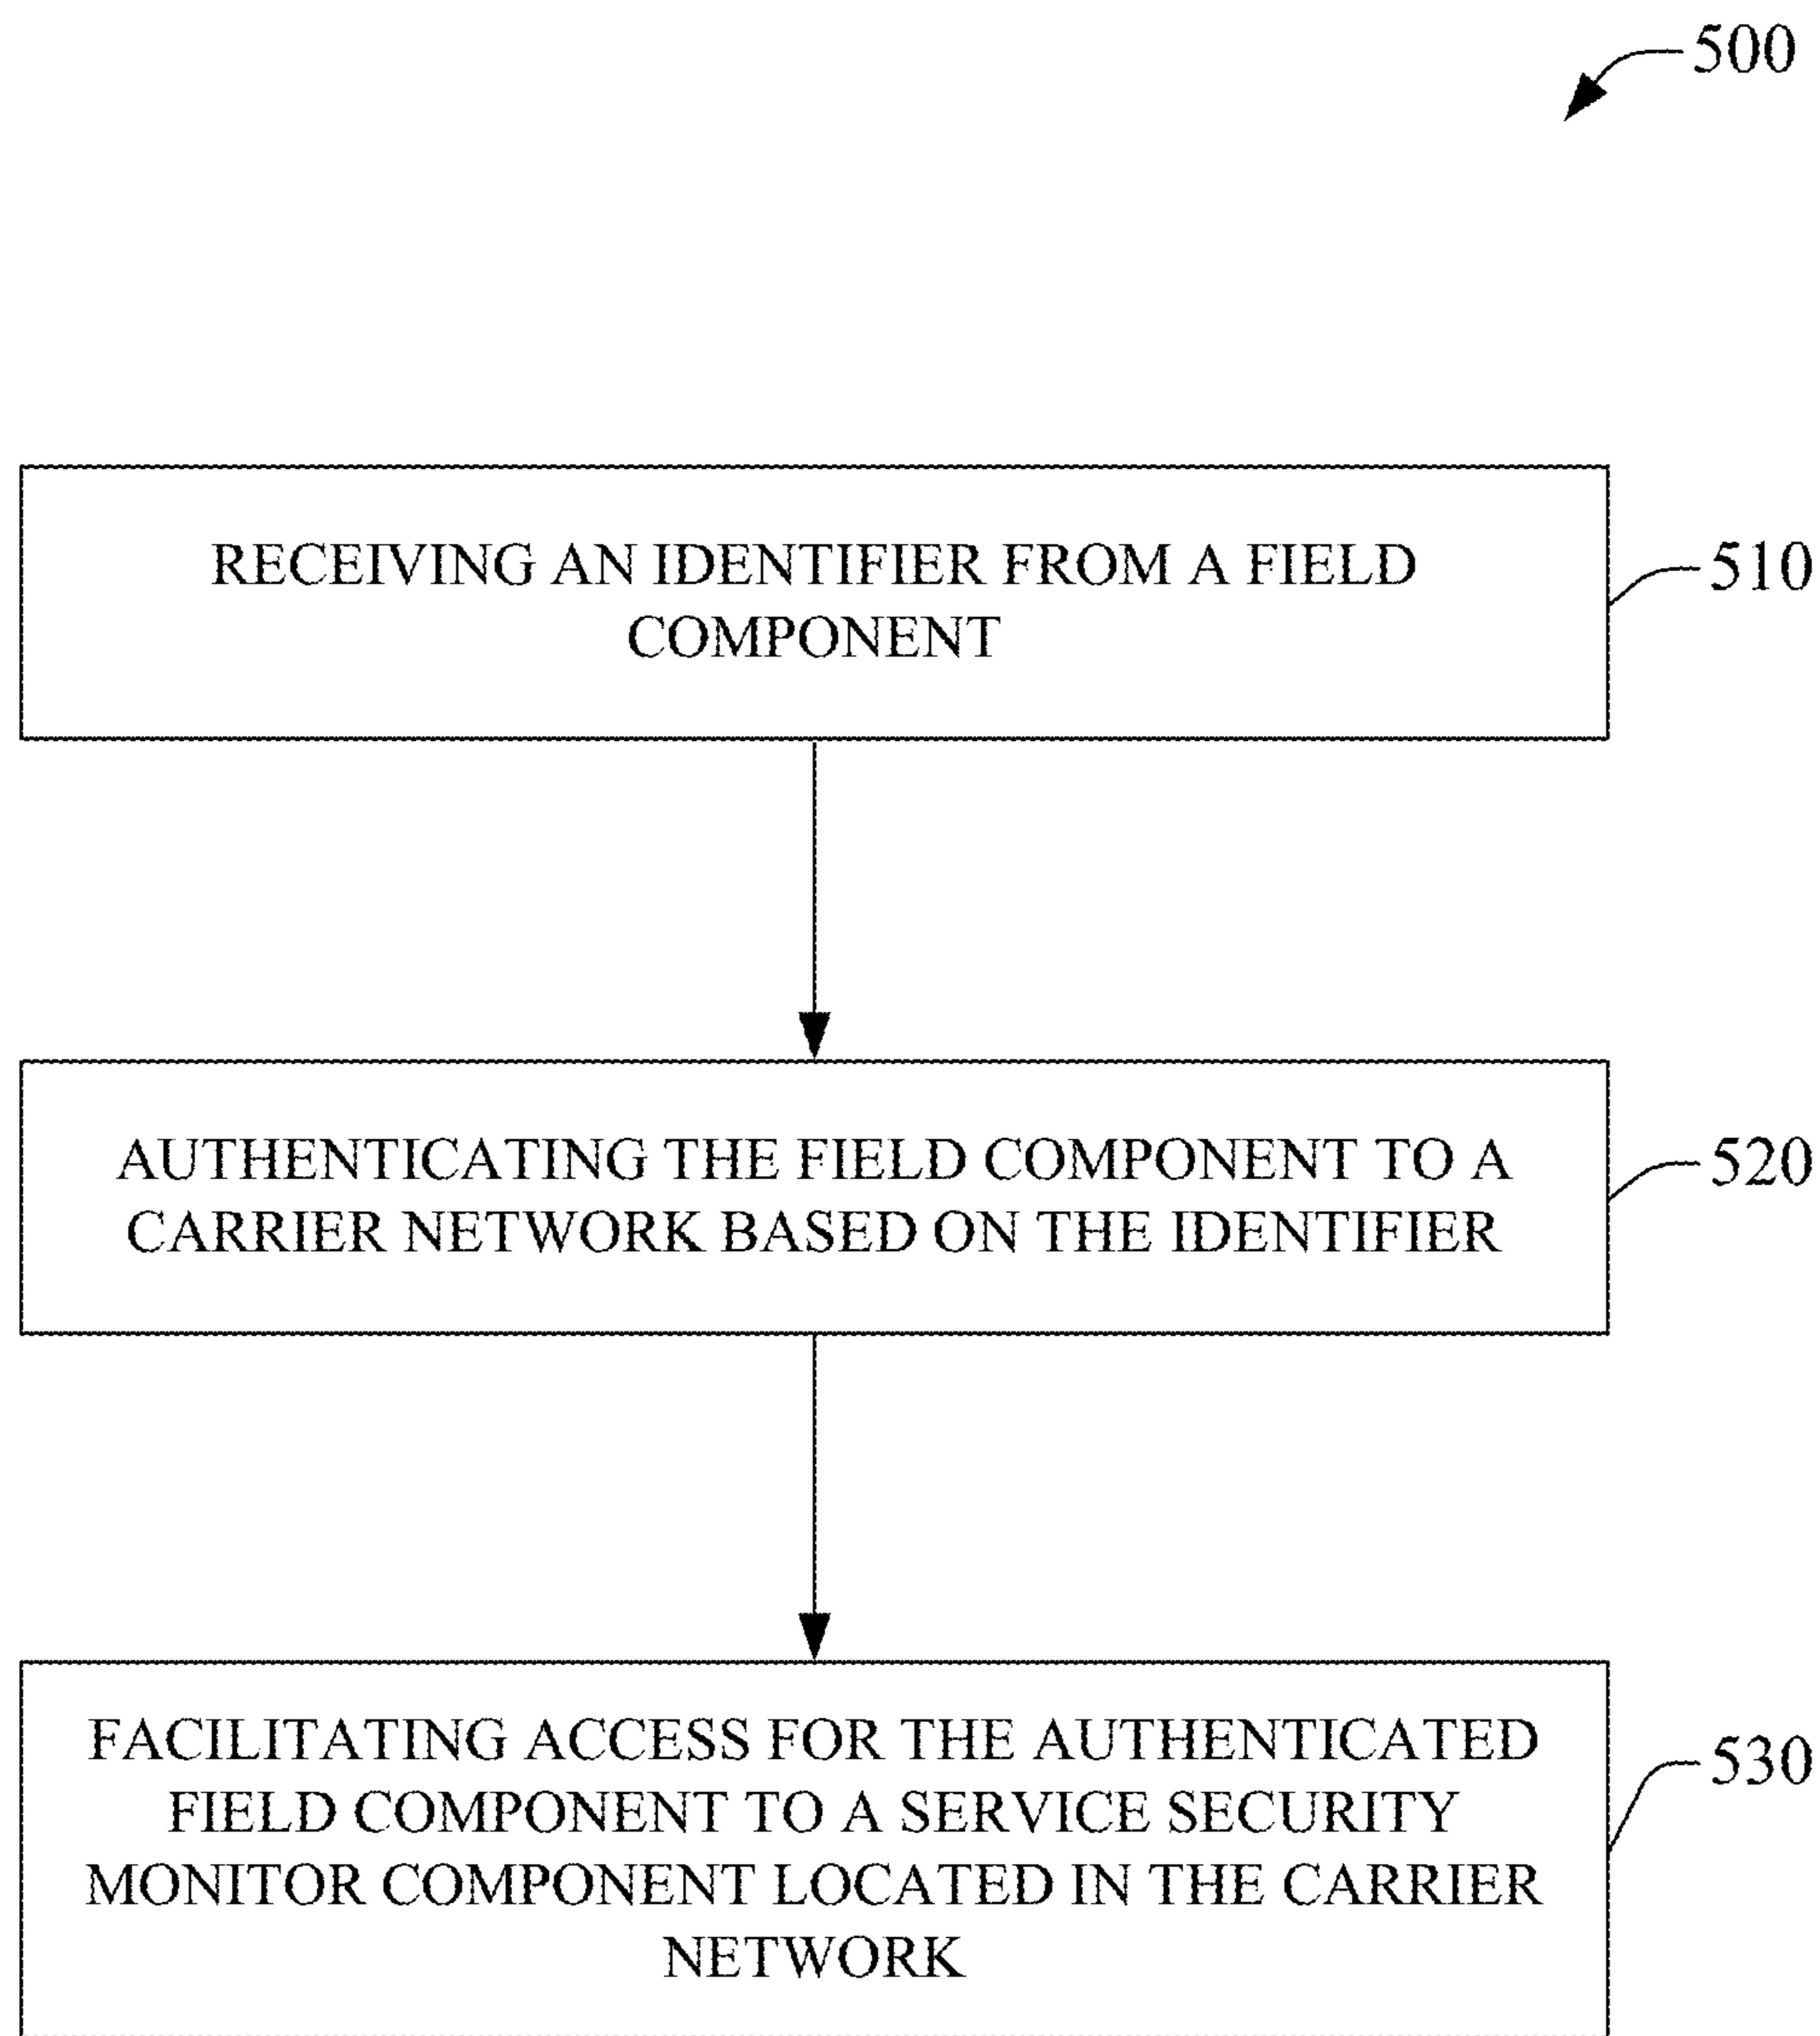 500
RECEIVING AN IDENTIFIER FROM A FIELD
COMPONENT
510
AUTHENTICATING THE FIELD COMPONENT TO A
CARRIER NETWORK BASED ON THE IDENTIFIER
520
FACILITATING ACCESS FOR THE AUTHENTICATED
FIELD COMPONENT TO A SERVICE SECURITY
MONITOR COMPONENT LOCATED IN THE CARRIER
NETWORK
530